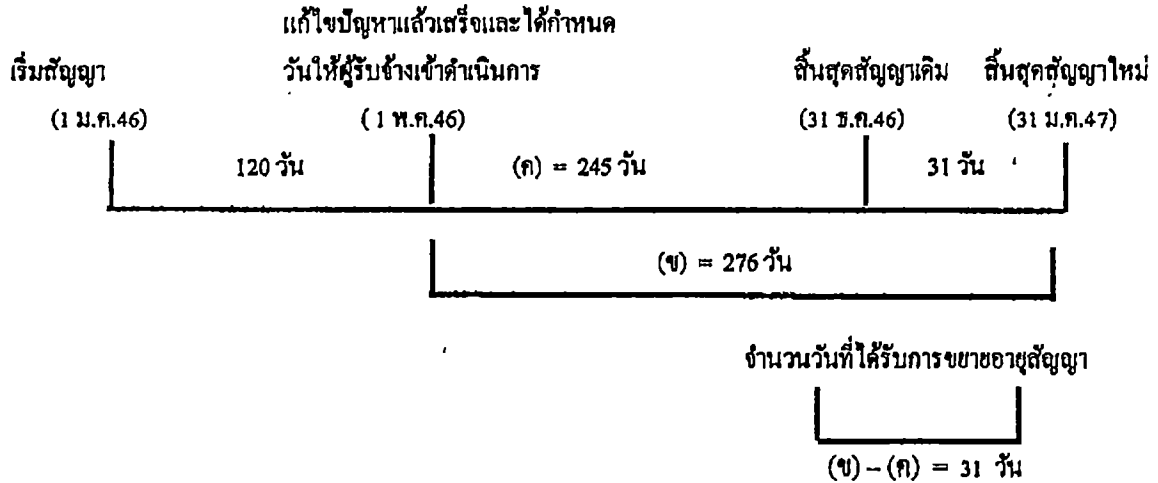 แก้ไขปัญหาแล้วเสร็จและได้กำหนด
เริ่มสัญญา วันให้ผู้รับจ้างเข้าดำเนินการ สิ้นสุดสัญญาเดิม สิ้นสุดสัญญาใหม่
(1 ม.ค.46) (1 พ.ค.46) (31 ธ.ค.46) (31 ม.ค.47)
120 วัน (ค) = 245 วัน 31 วัน
(ข) = 276 วัน
จำนวนวันที่ได้รับการขยายอายุสัญญา
(ข) – (ค) = 31 วัน